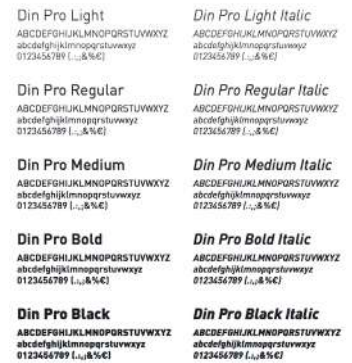 Din Pro Light
ABCDEFGHIJKLMNOPQRSTUVWXYZ
abcdefghijklmnopqrstuvwxyz
0123456789 (.:,;&%€)
Din Pro Light Italic
ABCDEFGHIJKLMNOPQRSTUVWXYZ
abcdefghijklmnopqrstuvwxyz
0123456789 (.:,;&%€)
Din Pro Regular
ABCDEFGHIJKLMNOPQRSTUVWXYZ
abcdefghijklmnopqrstuvwxyz
0123456789 (.:,;&%€)
Din Pro Regular Italic
ABCDEFGHIJKLMNOPQRSTUVWXYZ
abcdefghijklmnopqrstuvwxyz
0123456789 (.:,;&%€)
Din Pro Medium
ABCDEFGHIJKLMNOPQRSTUVWXYZ
abcdefghijklmnopqrstuvwxyz
0123456789 (.:,;&%€)
Din Pro Medium Italic
ABCDEFGHIJKLMNOPQRSTUVWXYZ
abcdefghijklmnopqrstuvwxyz
0123456789 (.:,;&%€)
Din Pro Bold
ABCDEFGHIJKLMNOPQRSTUVWXYZ
abcdefghijklmnopqrstuvwxyz
0123456789 (.:,;&%€)
Din Pro Bold Italic
ABCDEFGHIJKLMNOPQRSTUVWXYZ
abcdefghijklmnopqrstuvwxyz
0123456789 (.:,;&%€)
Din Pro Black
ABCDEFGHIJKLMNOPQRSTUVWXYZ
abcdefghijklmnopqrstuvwxyz
0123456789 (.:,;&%€)
Din Pro Black Italic
ABCDEFGHIJKLMNOPQRSTUVWXYZ
abcdefghijklmnopqrstuvwxyz
0123456789 (.:,;&%€)